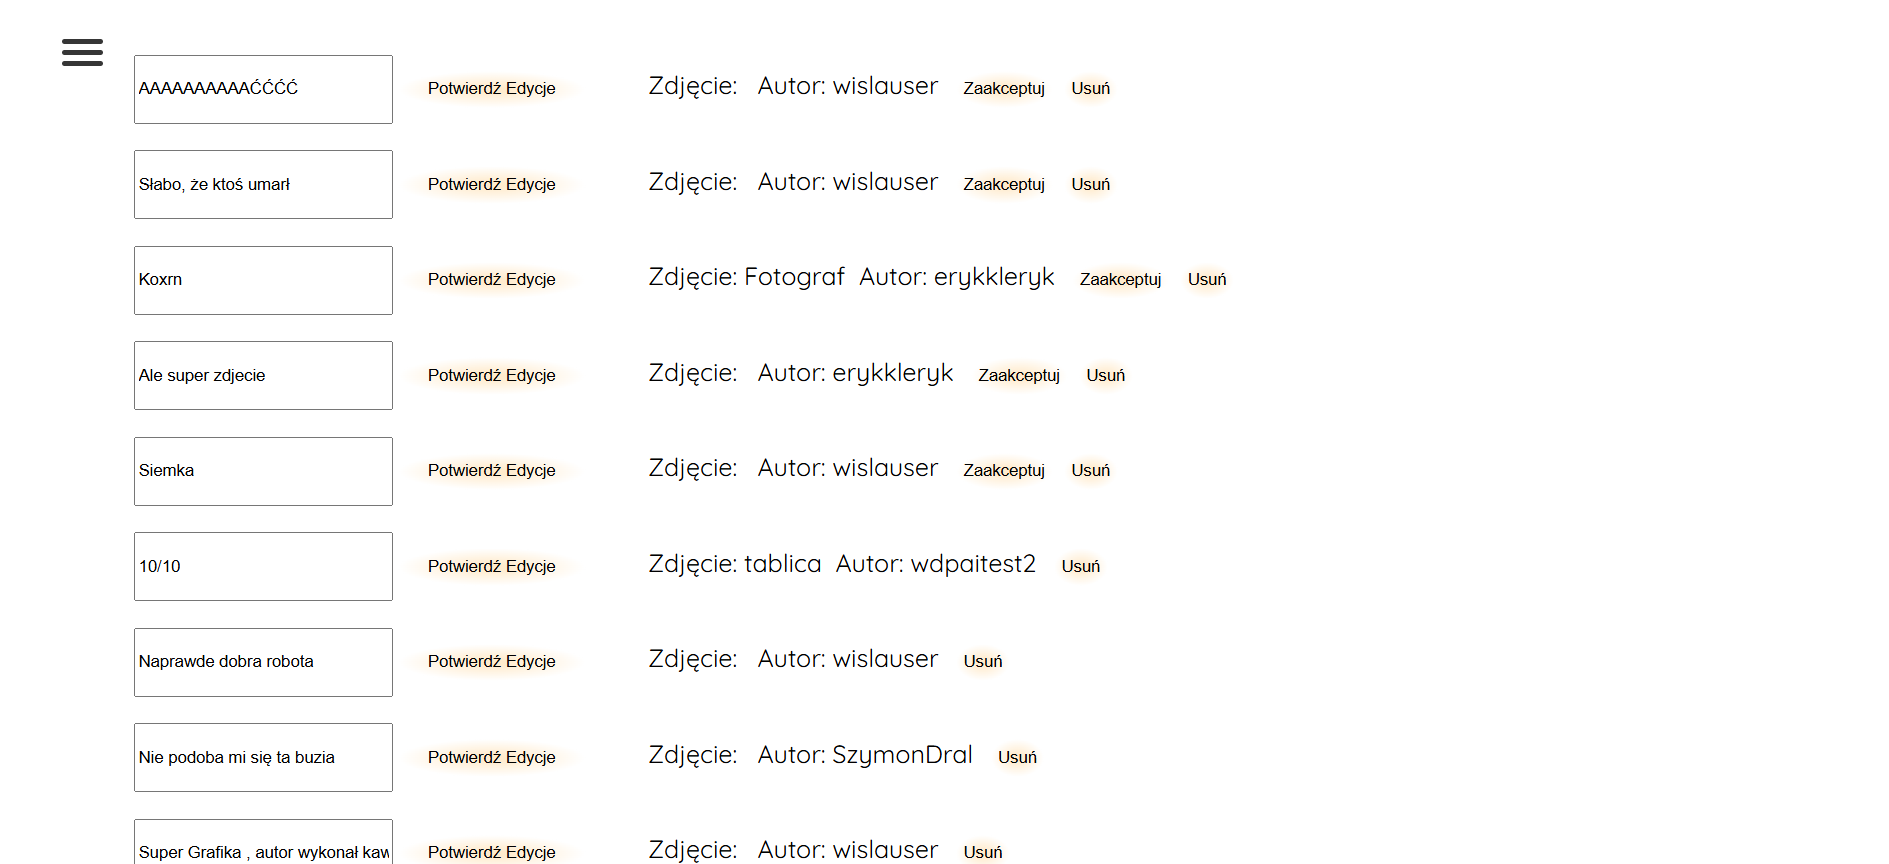 AAAAAAAAAAĆĆĆĆ Potwierdź Edycje Zdjęcie: Autor: wislauser Zaakceptuj Usuń
Słabo, że ktoś umarł Potwierdź Edycje Zdjęcie: Autor: wislauser Zaakceptuj Usuń
Koxrn Potwierdź Edycje Zdjęcie: Fotograf Autor: erykkleryk Zaakceptuj Usuń
Ale super zdjecie Potwierdź Edycje Zdjęcie: Autor: erykkleryk Zaakceptuj Usuń
Siemka Potwierdź Edycje Zdjęcie: Autor: wislauser Zaakceptuj Usuń
10/10 Potwierdź Edycje Zdjęcie: tablica Autor: wdpaitest2 Usuń
Naprawde dobra robota Potwierdź Edycje Zdjęcie: Autor: wislauser Usuń
Nie podoba mi się ta buzia Potwierdź Edycje Zdjęcie: Autor: SzymonDral Usuń
Super Grafika , autor wykonał kaw Potwierdź Edycje Zdjęcie: Autor: wislauser Usuń